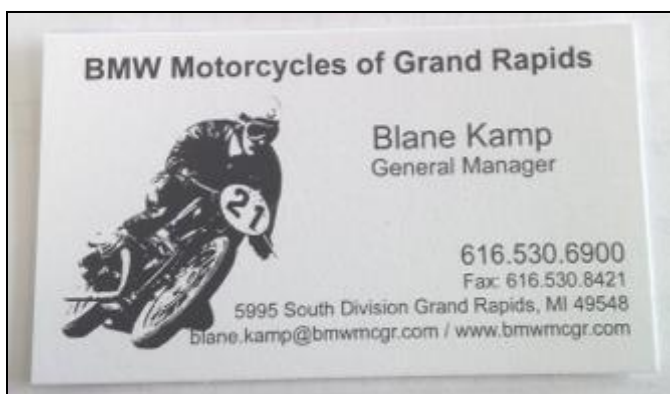 BMW Motorcycles of Grand Rapids
Blane Kamp
General Manager
21
616.530.6900
Fax: 616.530.8421
5995 South Division Grand Rapids, MI 49548
blane.kamp@bmwmcgr.com / www.bmwmcgr.com